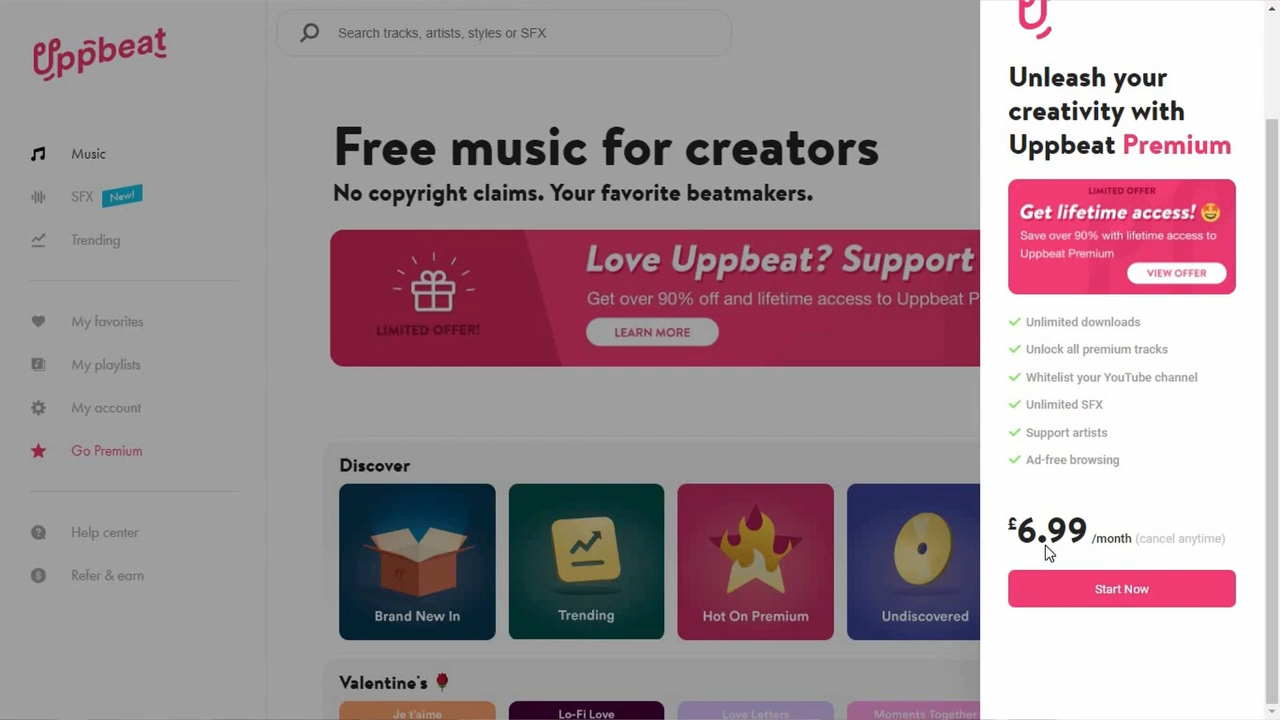 Uppbeat
Search tracks, artists, styles or SFX
Music
SFX New!
Trending
My favorites
My playlists
My account
Go Premium
Help center
Refer & earn
Free music for creators
No copyright claims. Your favorite beatmakers.
LIMITED OFFER!
Love Uppbeat? Support
Get over 90% off and lifetime access to Uppbeat P
LEARN MORE
Discover
Brand New In
Trending
Hot On Premium
Undiscovered
Valentine's
Je t'aime
Lo-Fi Love
Love Letters
Moments Together
Unleash your
creativity with
Uppbeat Premium
LIMITED OFFER
Get lifetime access!
Save over 90% with lifetime access to
Uppbeat Premium
VIEW OFFER
Unlimited downloads
Unlock all premium tracks
Whitelist your YouTube channel
Unlimited SFX
Support artists
Ad-free browsing
£6.99 /month (cancel anytime)
Start Now